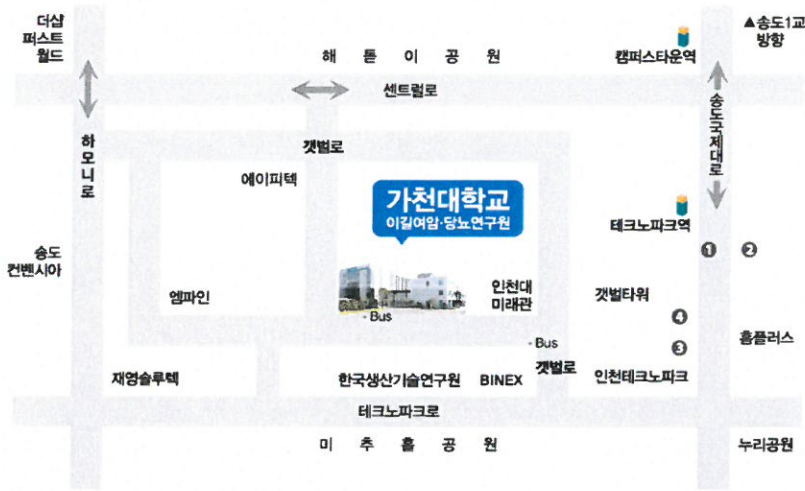 더샵
퍼스트
월드
해 돋 이 공 원
캠퍼스타운역
▲송도1교
방향
센트럴로
송도국제대로
하모니로
갯벌로
에이피텍
가천대학교
이길여암·당뇨연구원
테크노파크역
송도
컨벤시아
❶
❷
엠파인
인천대
미래관
갯벌타워
- Bus
❹
홈플러스
- Bus
❸
갯벌로
재영솔루텍
한국생산기술연구원
BINEX
인천테크노파크
테크노파크로
미 추 홀 공 원
누리공원